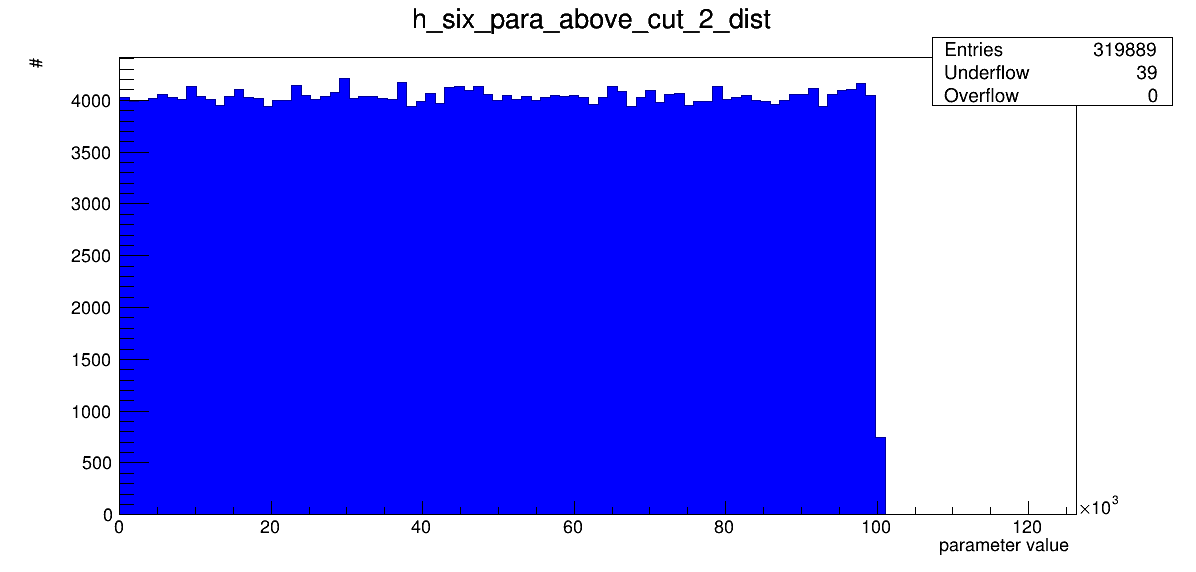 h_six_para_above_cut_2_dist
#
Entries 319889
Underflow 39
Overflow 0
4000
3500
3000
2500
2000
1500
1000
500
0
0 20 40 60 80 100 120 ×10³
parameter value